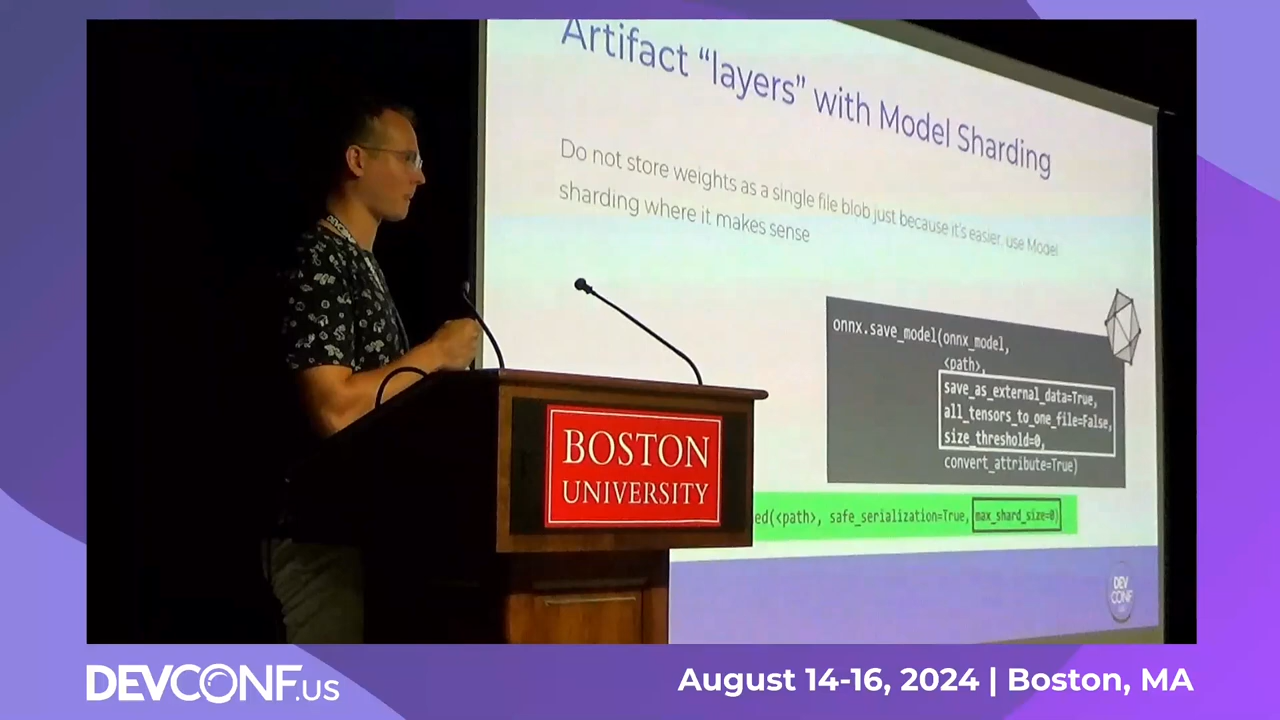 Artifact “layers” with Model Sharding
Do not store weights as a single file blob just because it's easier, use Model
sharding where it makes sense
onnx.save_model(onnx_model,
<path>,
save_as_external_data=True,
all_tensors_to_one_file=False,
size_threshold=0,
convert_attribute=True)
ed(<path>, safe_serialization=True, max_shard_size=0)
BOSTON
UNIVERSITY
DEV
CONF
DEVCONF.us
August 14-16, 2024 | Boston, MA